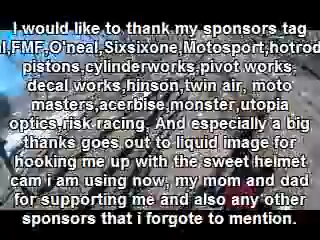 I would like to thank my sponsors tag
l,FMF,O'neal,Sixsixone,Motosport,hotrod
pistons,cylinderworks,pivot works,
decal works,hinson,twin air, moto
masters,acerbise,monster,utopia
optics,risk racing, And especially a big
thanks goes out to liquid image for
hooking me up with the sweet helmet
cam i am using now, my mom and dad
for supporting me and also any other
sponsors that i forgote to mention.